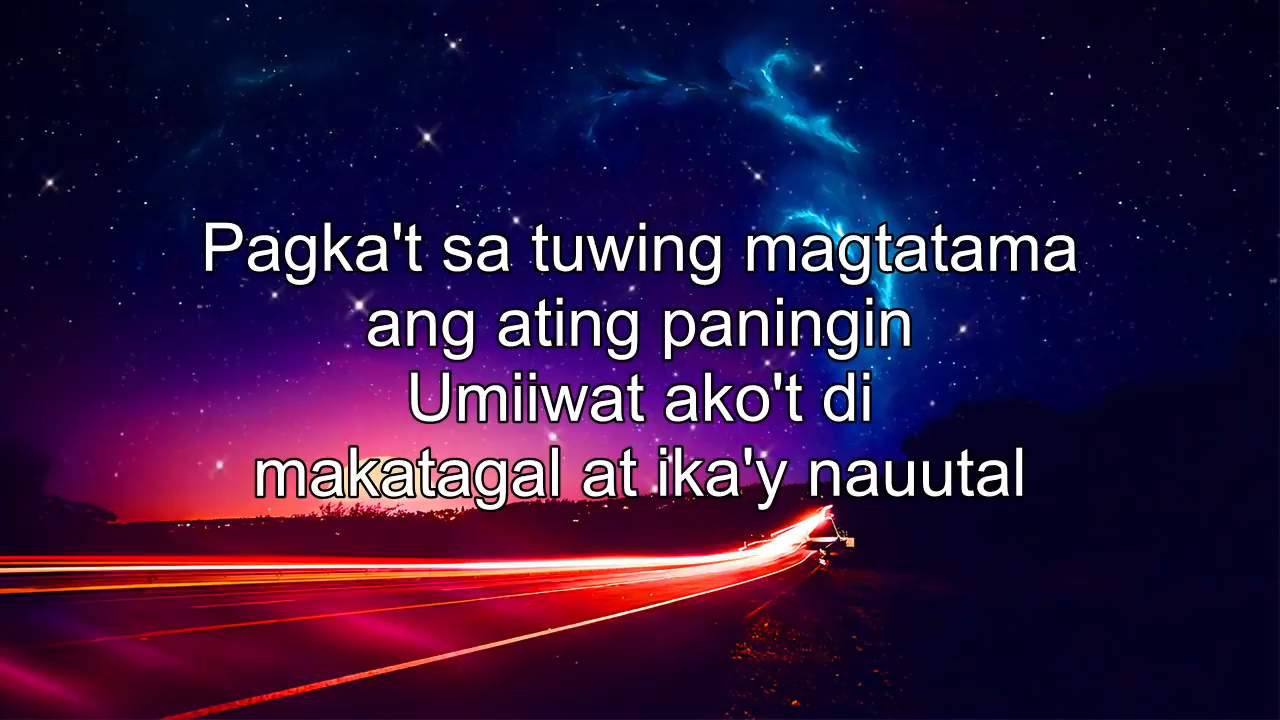 Pagka't sa tuwing magtatama
ang ating paningin
Umiiwat ako't di
makatagal at ika'y nauutal